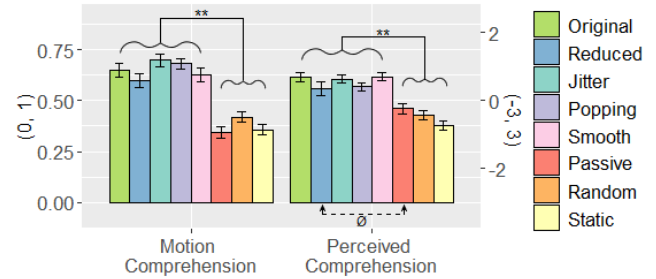 **
**
0.75
0.50
0.25
0.00
(0, 1)
2
0
-2
(-3, 3)
Ø
Motion
Comprehension
Perceived
Comprehension
Original
Reduced
Jitter
Popping
Smooth
Passive
Random
Static